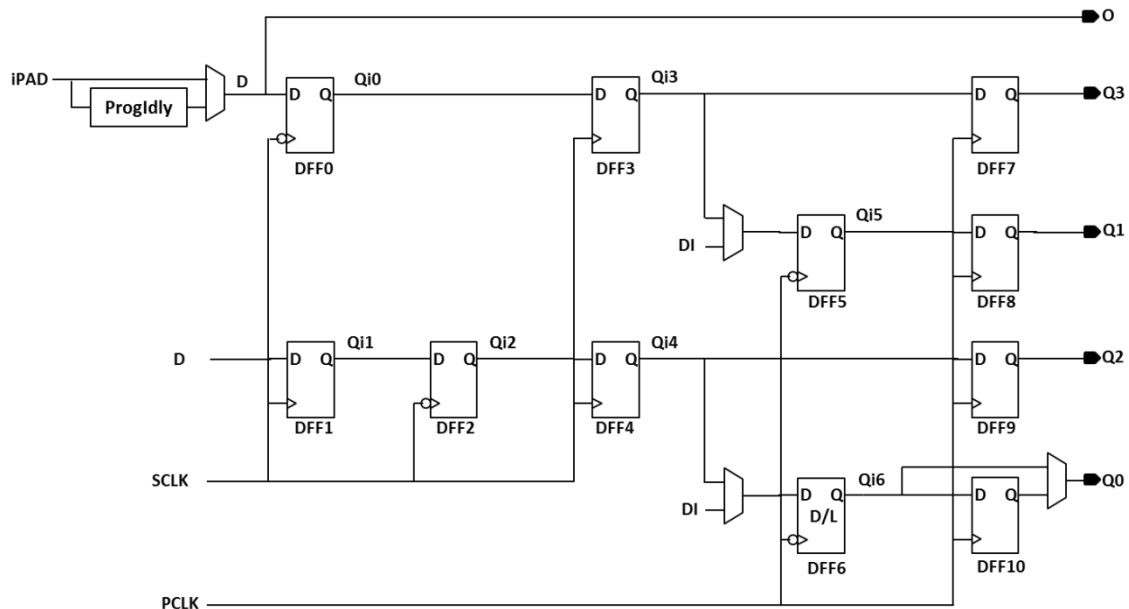 O
iPAD
D
Qi0
Qi3
ProgIdly
D Q
D Q
D Q
Q3
DFF0
DFF3
DFF7
Qi5
D Q
D Q
Q1
DI
DFF5
DFF8
Qi1
Qi2
Qi4
D
D Q
D Q
D Q
D Q
Q2
DFF1
DFF2
DFF4
DFF9
SCLK
Qi6
D Q
D Q
Q0
DI
D/L
DFF6
DFF10
PCLK